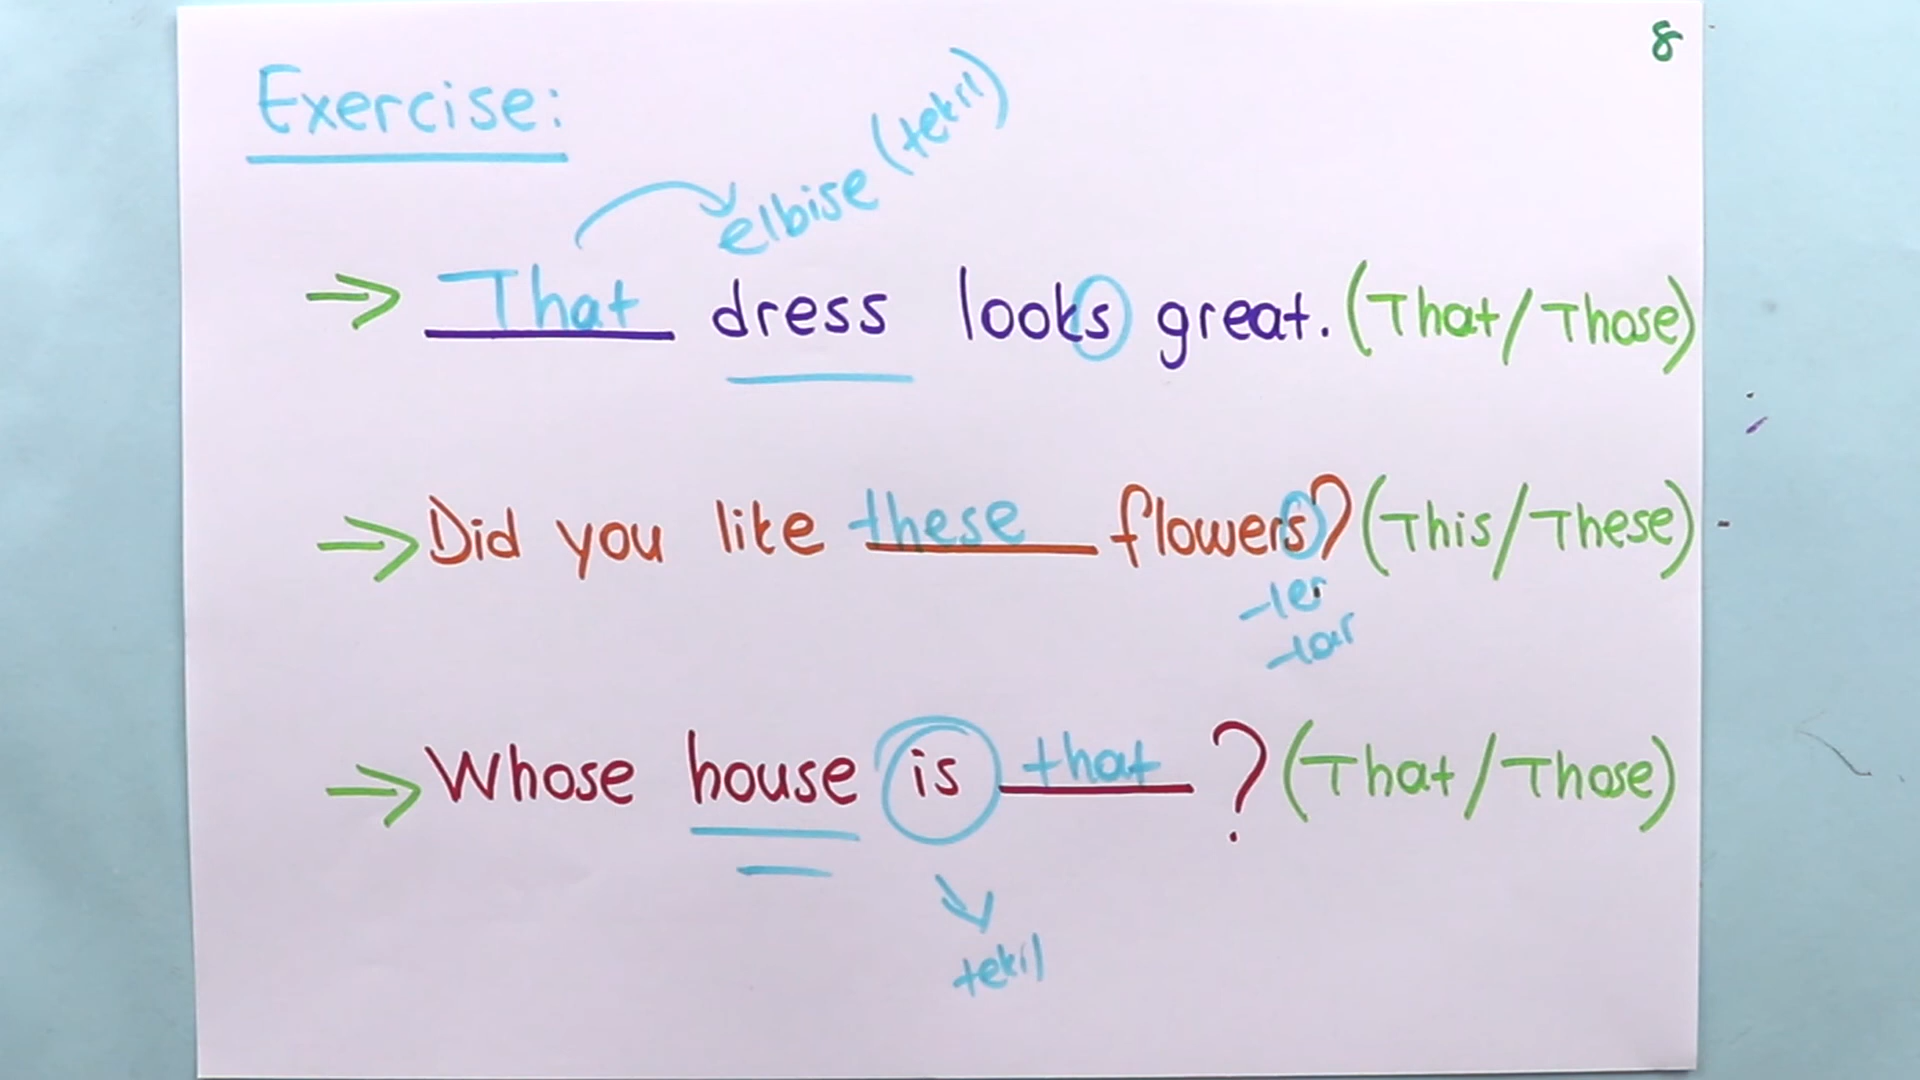 8
Exercise:
elbise (tekil)
That dress looks great. (That/Those)
Did you like these flowers? (This/These)
-ler
-lar
Whose house is that ? (That/Those)
tekil